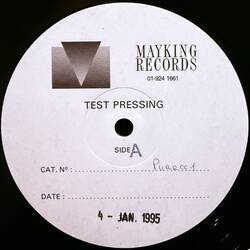 MAYKING
RECORDS
01-924 1661
TEST PRESSING
SIDE A
CAT. Nº :
DATE :
4 - JAN. 1995